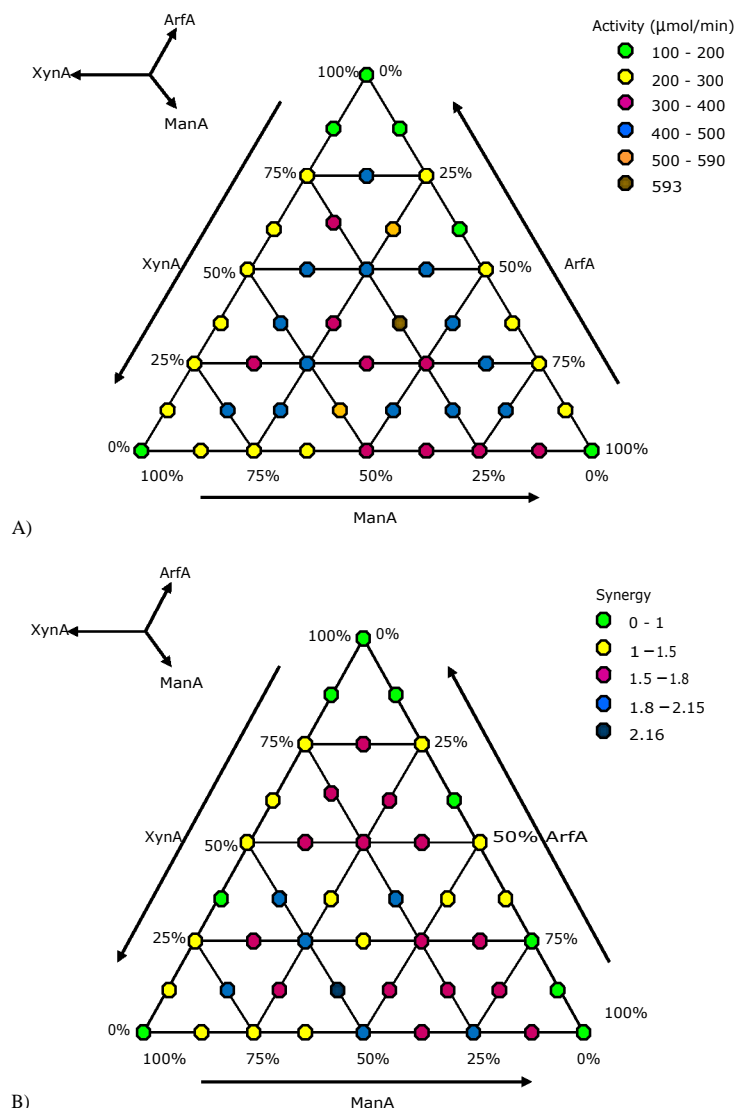 ArfA
XynA
ManA
Activity (μmol/min)
100 - 200
200 - 300
300 - 400
400 - 500
500 - 590
593
100% 0%
75% 25%
XynA ArfA
50% 50%
25% 75%
0% 100%
100% 75% 50% 25% 0%
ManA
A)
ArfA
XynA
ManA
Synergy
0 - 1
1 – 1.5
1.5 – 1.8
1.8 – 2.15
2.16
100% 0%
75% 25%
XynA
50% 50% ArfA
25% 75%
0% 100%
100% 75% 50% 25% 0%
ManA
B)